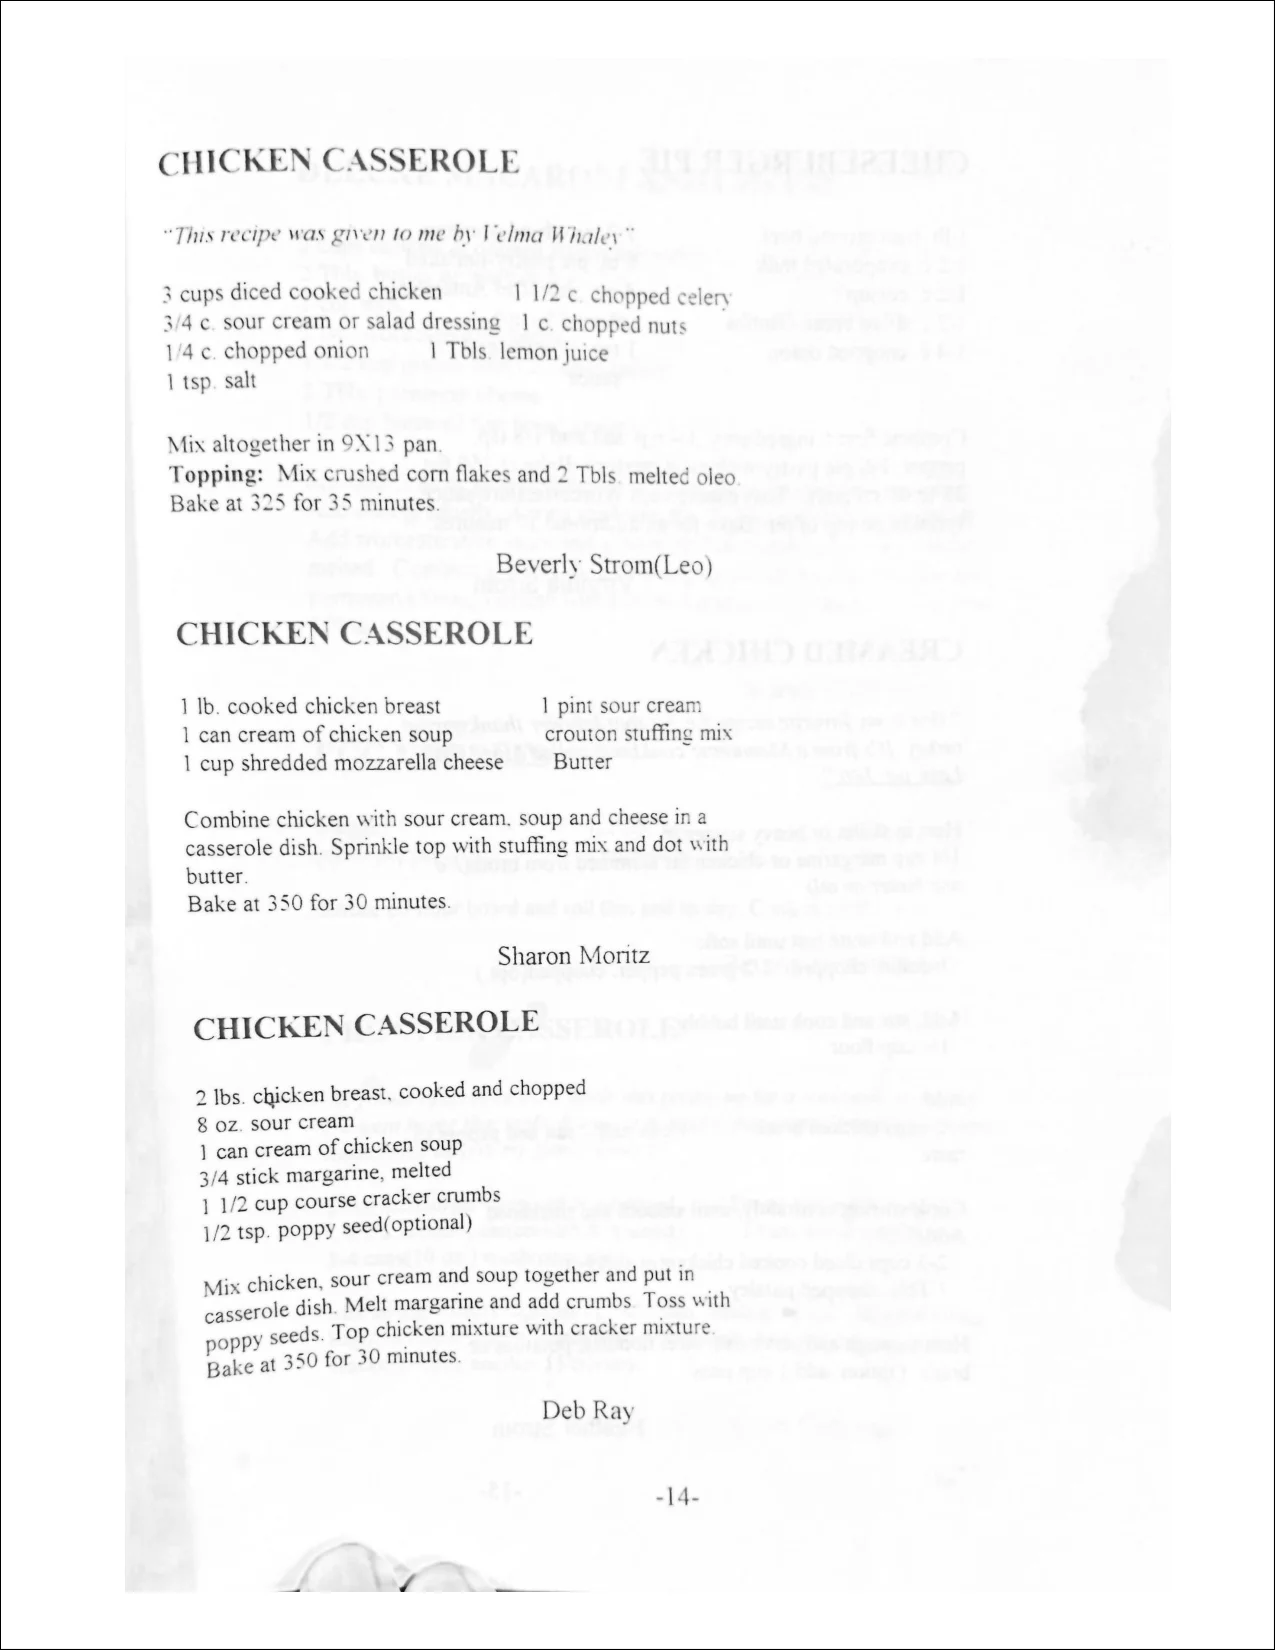 CHICKEN CASSEROLE
"This recipe was given to me by Velma Whaley"
3 cups diced cooked chicken 1 1/2 c. chopped celery
3/4 c. sour cream or salad dressing 1 c. chopped nuts
1/4 c. chopped onion 1 Tbls. lemon juice
1 tsp. salt
Mix altogether in 9X13 pan.
Topping: Mix crushed corn flakes and 2 Tbls. melted oleo.
Bake at 325 for 35 minutes.
Beverly Strom(Leo)
CHICKEN CASSEROLE
1 lb. cooked chicken breast 1 pint sour cream
1 can cream of chicken soup crouton stuffing mix
1 cup shredded mozzarella cheese Butter
Combine chicken with sour cream, soup and cheese in a
casserole dish. Sprinkle top with stuffing mix and dot with
butter.
Bake at 350 for 30 minutes.
Sharon Moritz
CHICKEN CASSEROLE
2 lbs. chicken breast, cooked and chopped
8 oz. sour cream
1 can cream of chicken soup
3/4 stick margarine, melted
1 1/2 cup course cracker crumbs
1/2 tsp. poppy seed(optional)
Mix chicken, sour cream and soup together and put in
casserole dish. Melt margarine and add crumbs. Toss with
poppy seeds. Top chicken mixture with cracker mixture.
Bake at 350 for 30 minutes.
Deb Ray
-14-